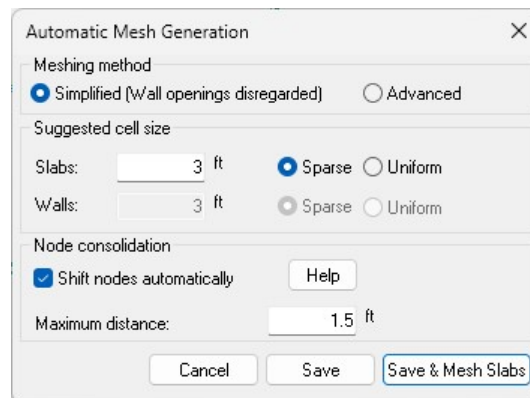 Automatic Mesh Generation
Meshing method
Simplified (Wall openings disregarded) Advanced
Suggested cell size
Slabs: 3 ft Sparse Uniform
Walls: 3 ft Sparse Uniform
Node consolidation
Shift nodes automatically Help
Maximum distance: 1.5 ft
Cancel Save Save & Mesh Slabs